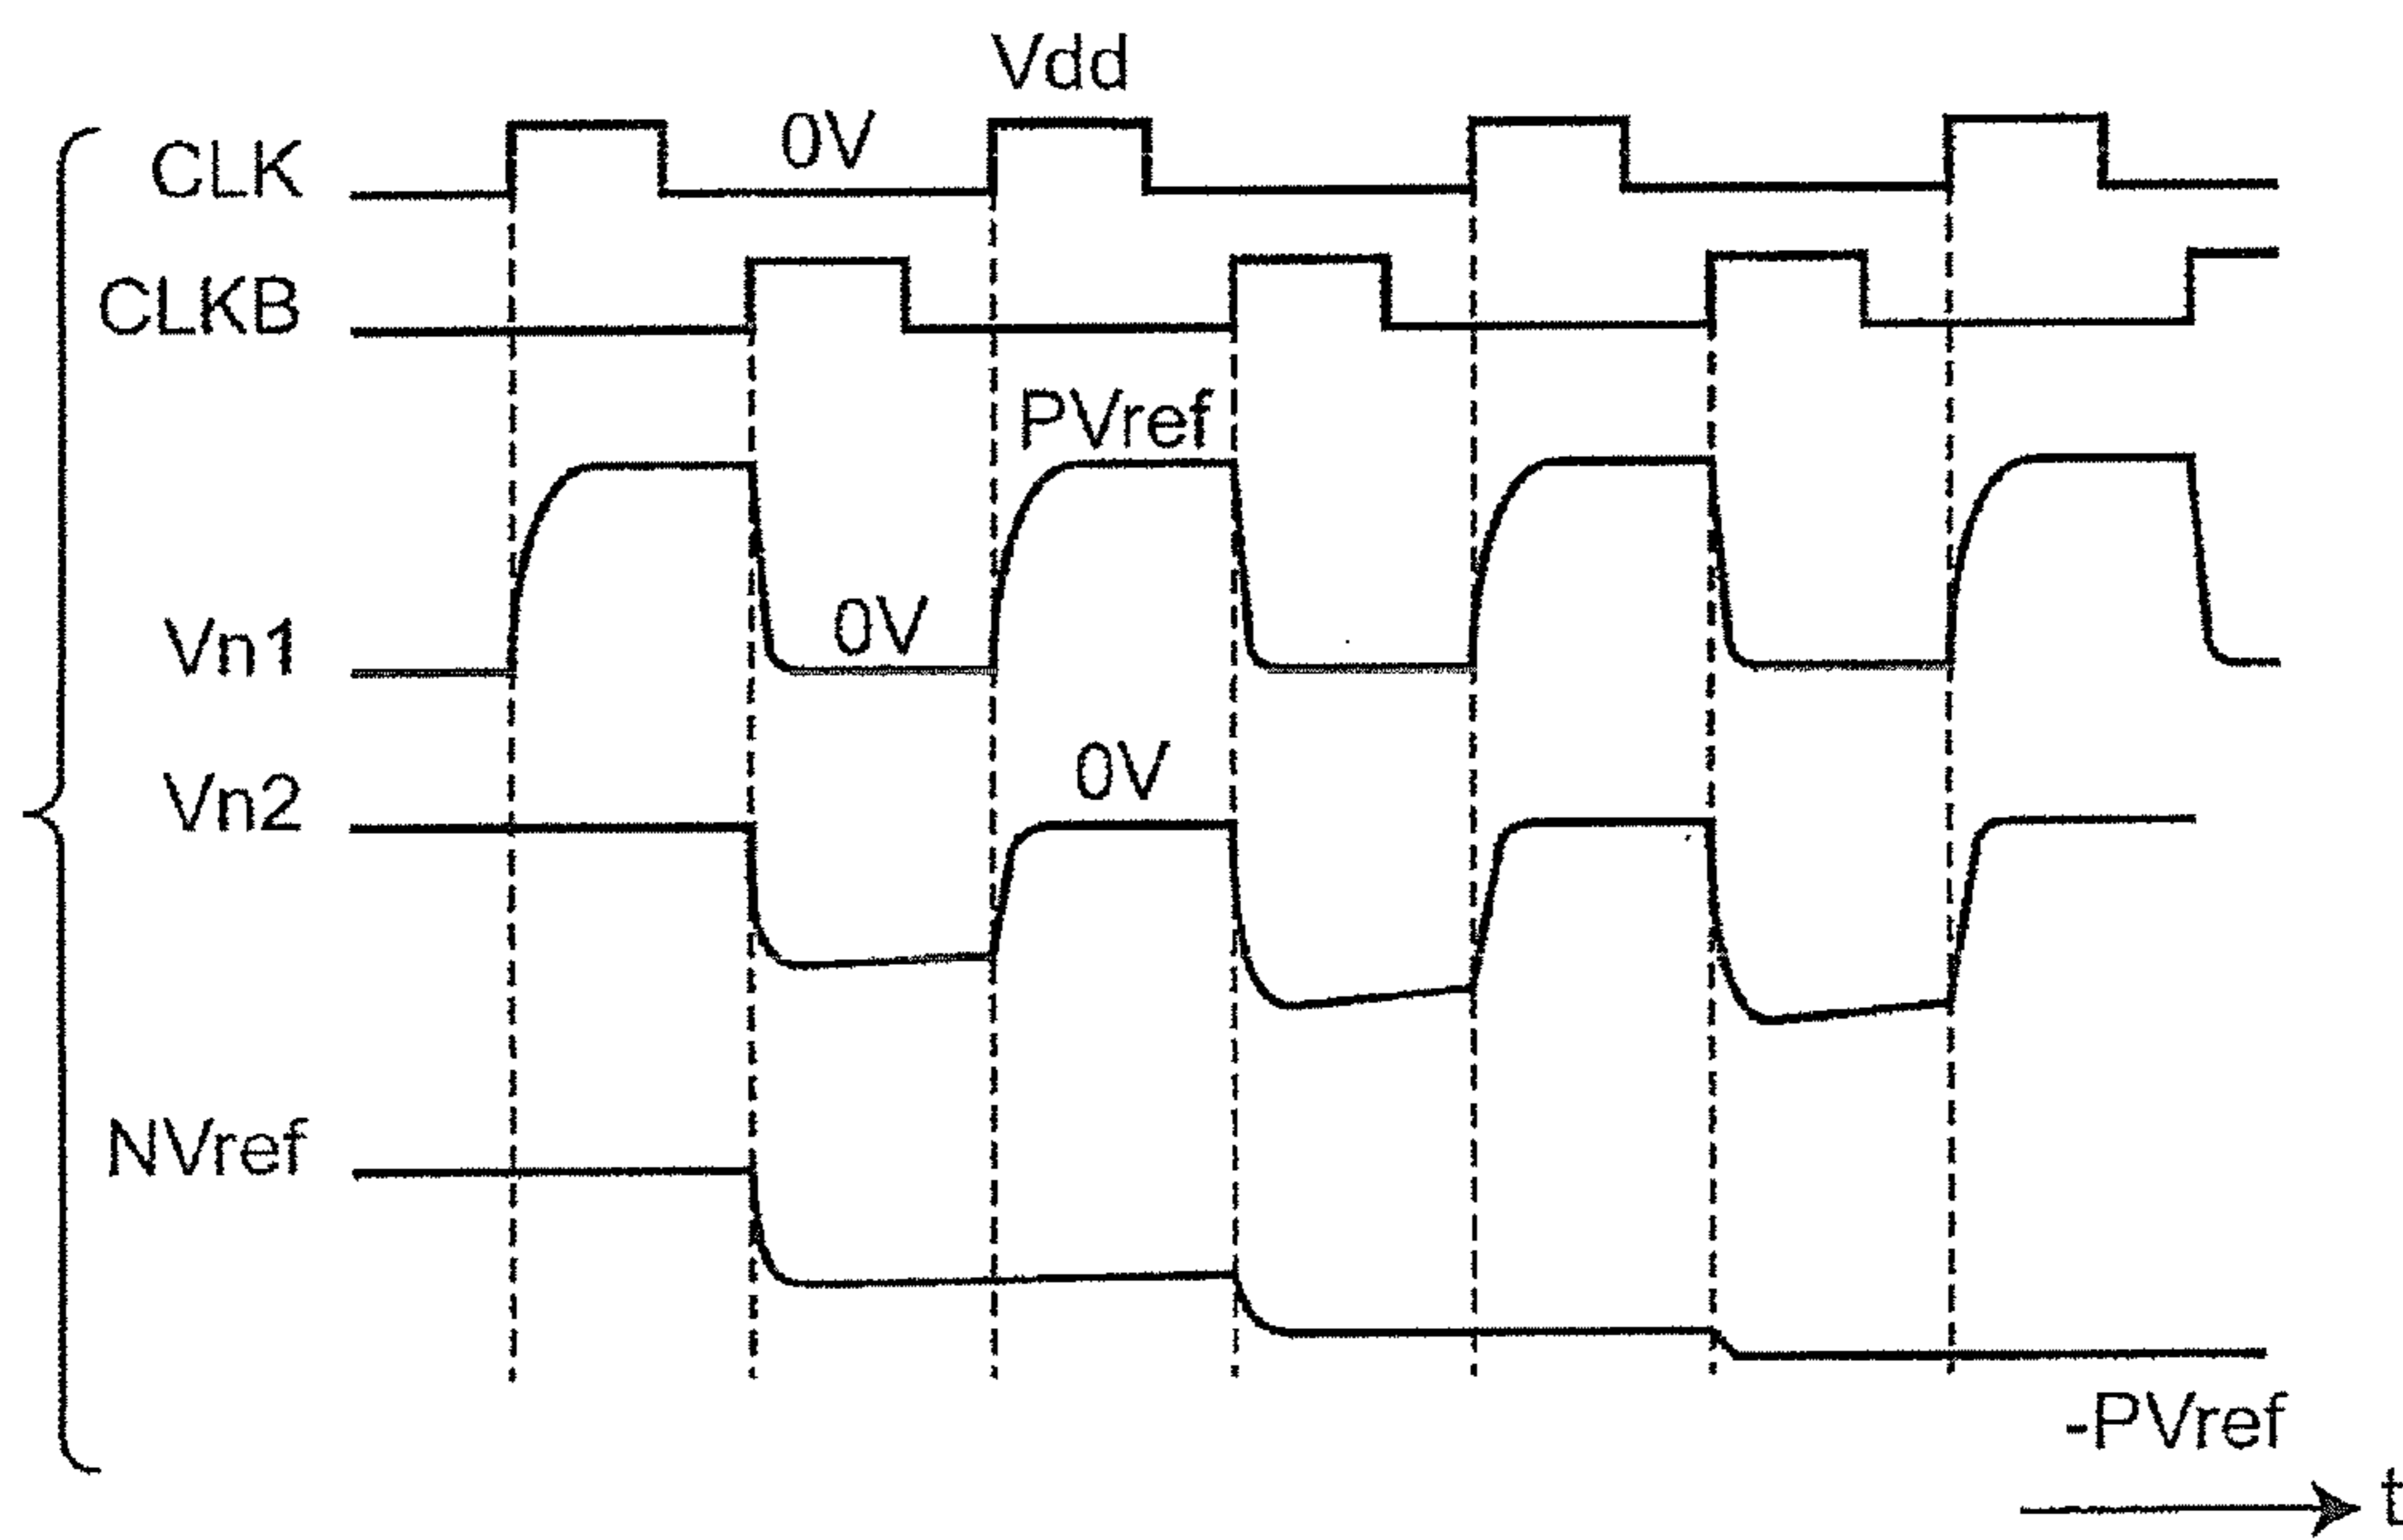 Vdd
CLK 0V
CLKB
PVref
Vn1 0V
Vn2 0V
NVref
-PVref
t